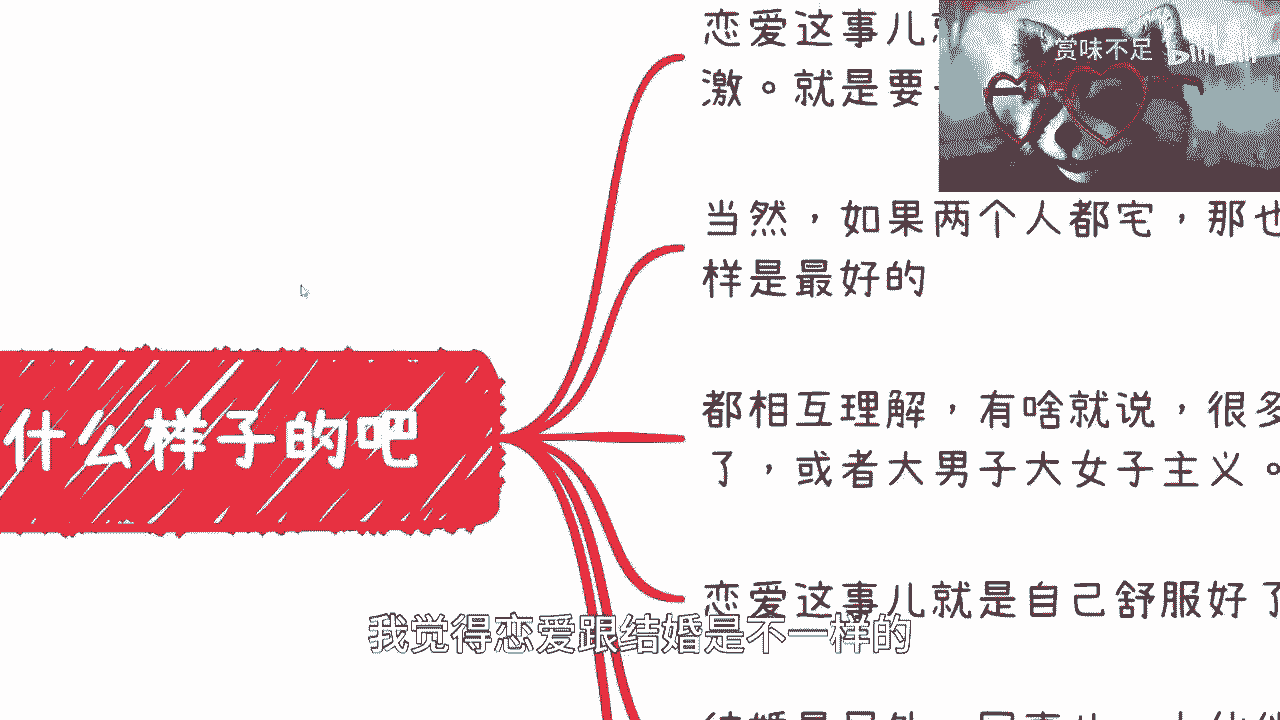 恋爱这事儿
激。就是要
赏味不足
当然，如果两个人都宅，那也
样是最好的
什么样子的吧
都相互理解，有啥就说，很多
了，或者大男子大女子主义。
恋爱这事儿就是自己舒服好了
我觉得恋爱跟结婚是不一样的